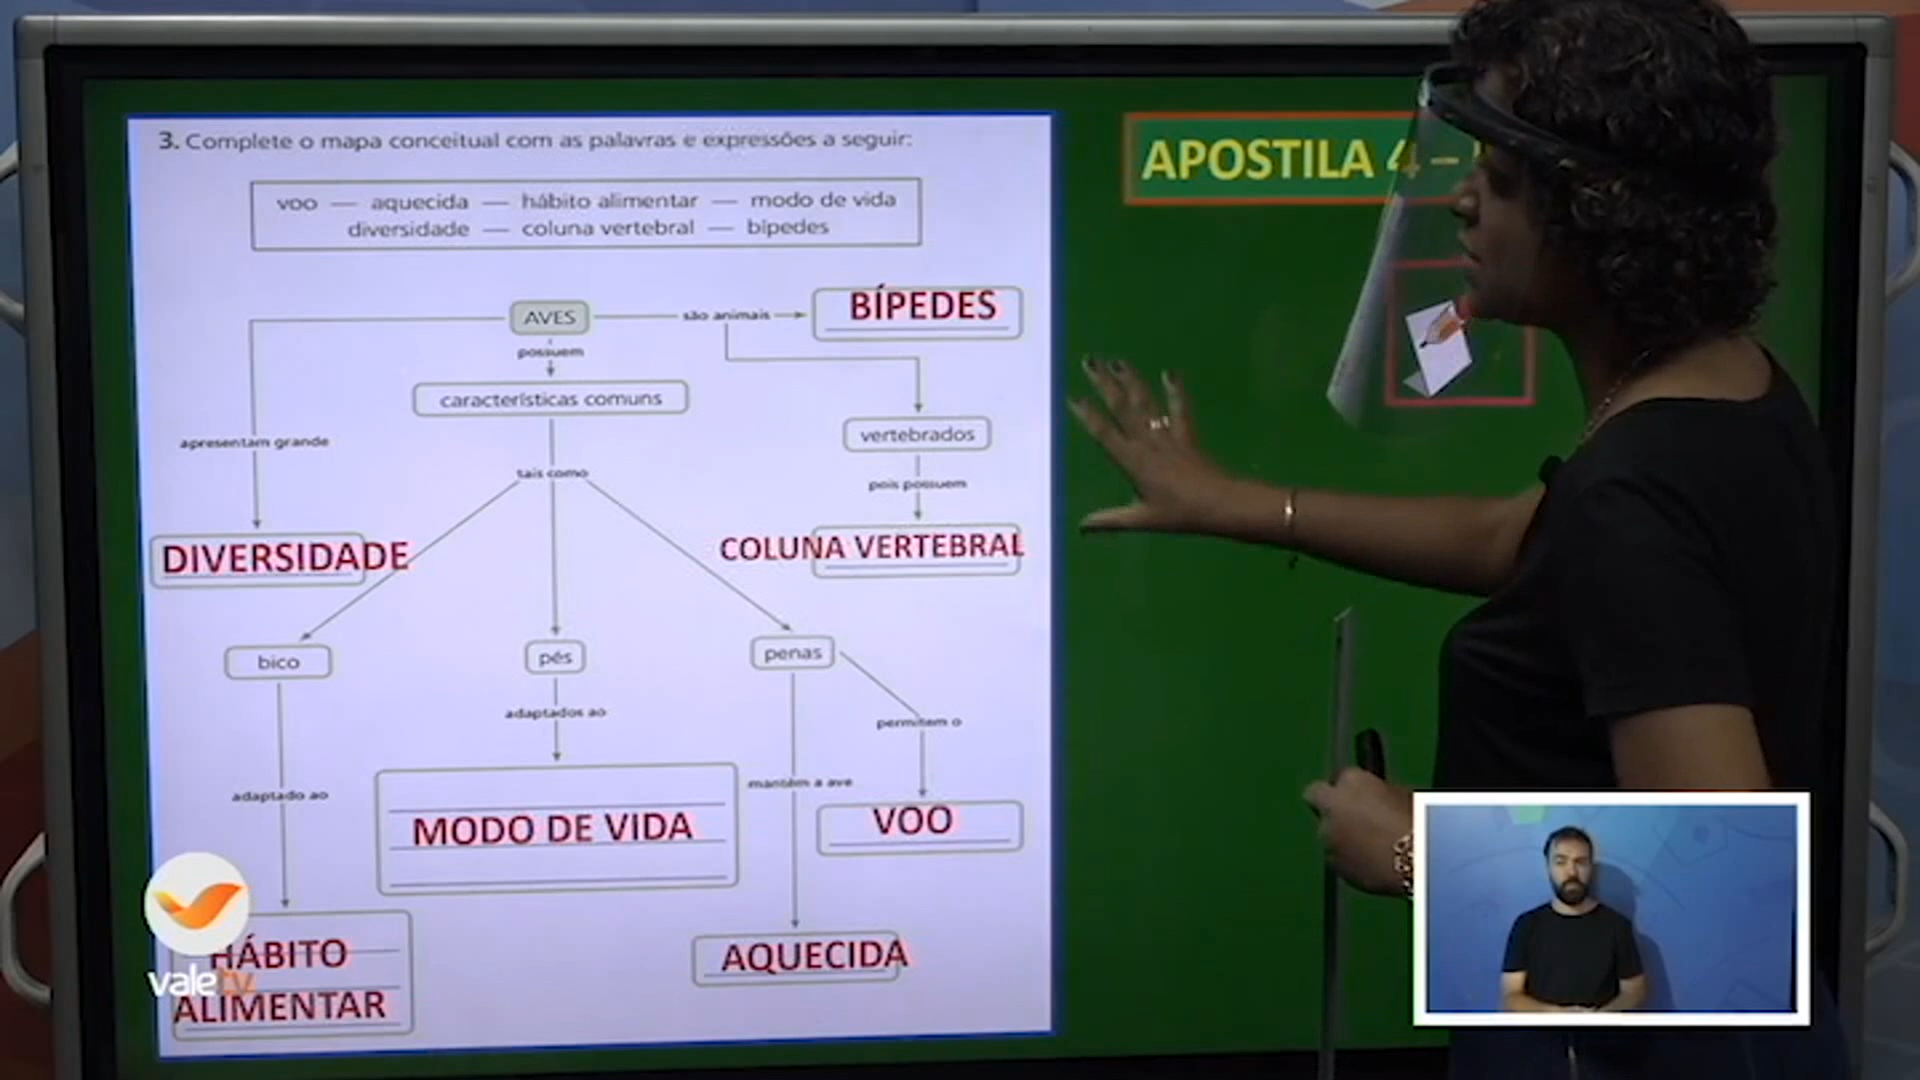 3. Complete o mapa conceitual com as palavras e expressões a seguir:
voo — aquecida — hábito alimentar — modo de vida
diversidade — coluna vertebral — bípedes
APOSTILA 4 –
AVES
são animais
BÍPEDES
possuem
características comuns
apresentam grande
vertebrados
tais como
pois possuem
DIVERSIDADE
COLUNA VERTEBRAL
bico
pés
penas
adaptados ao
permitem o
adaptado ao
mantêm a ave
MODO DE VIDA
VOO
HÁBITO
ALIMENTAR
AQUECIDA
valetv